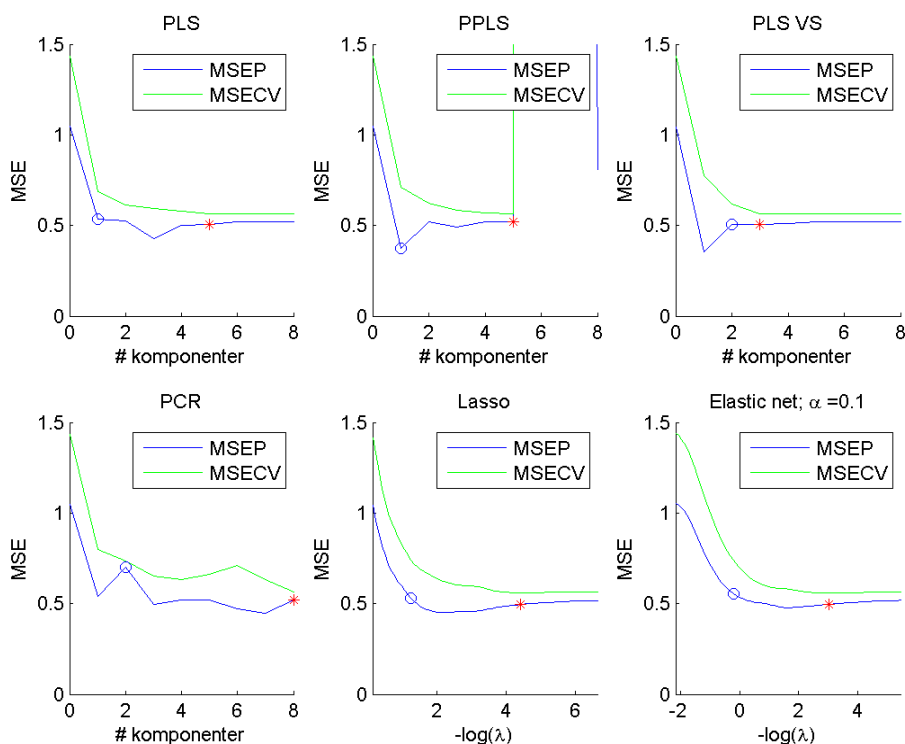 PLS
1.5
1
0.5
0
MSE
MSEP
MSECV
0 2 4 6 8
# komponenter
PPLS
1.5
1
0.5
0
MSE
MSEP
MSECV
0 2 4 6 8
# komponenter
PLS VS
1.5
1
0.5
0
MSE
MSEP
MSECV
0 2 4 6 8
# komponenter
PCR
1.5
1
0.5
0
MSE
MSEP
MSECV
0 2 4 6 8
# komponenter
Lasso
1.5
1
0.5
0
MSE
MSEP
MSECV
2 4 6
-log(λ)
Elastic net; α =0.1
1.5
1
0.5
0
MSE
MSEP
MSECV
-2 0 2 4
-log(λ)